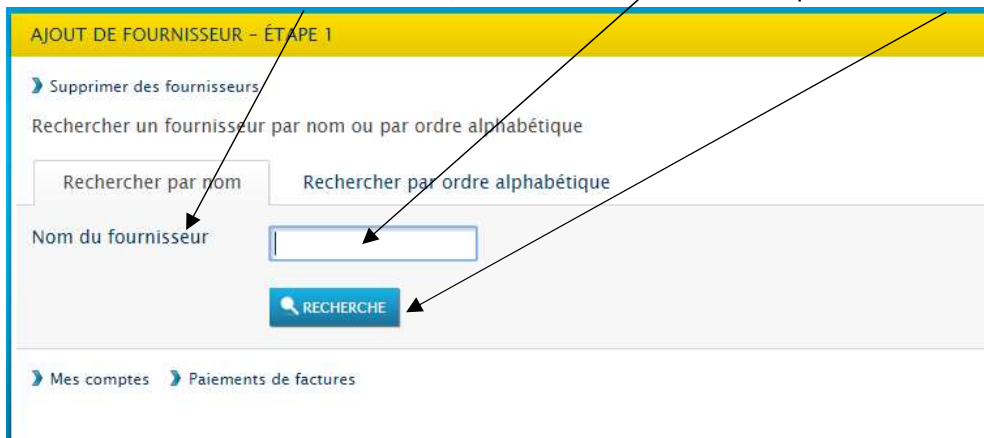 AJOUT DE FOURNISSEUR – ÉTAPE 1
Supprimer des fournisseurs
Rechercher un fournisseur par nom ou par ordre alphabétique
Rechercher par nom Rechercher par ordre alphabétique
Nom du fournisseur
RECHERCHE
Mes comptes Paiements de factures